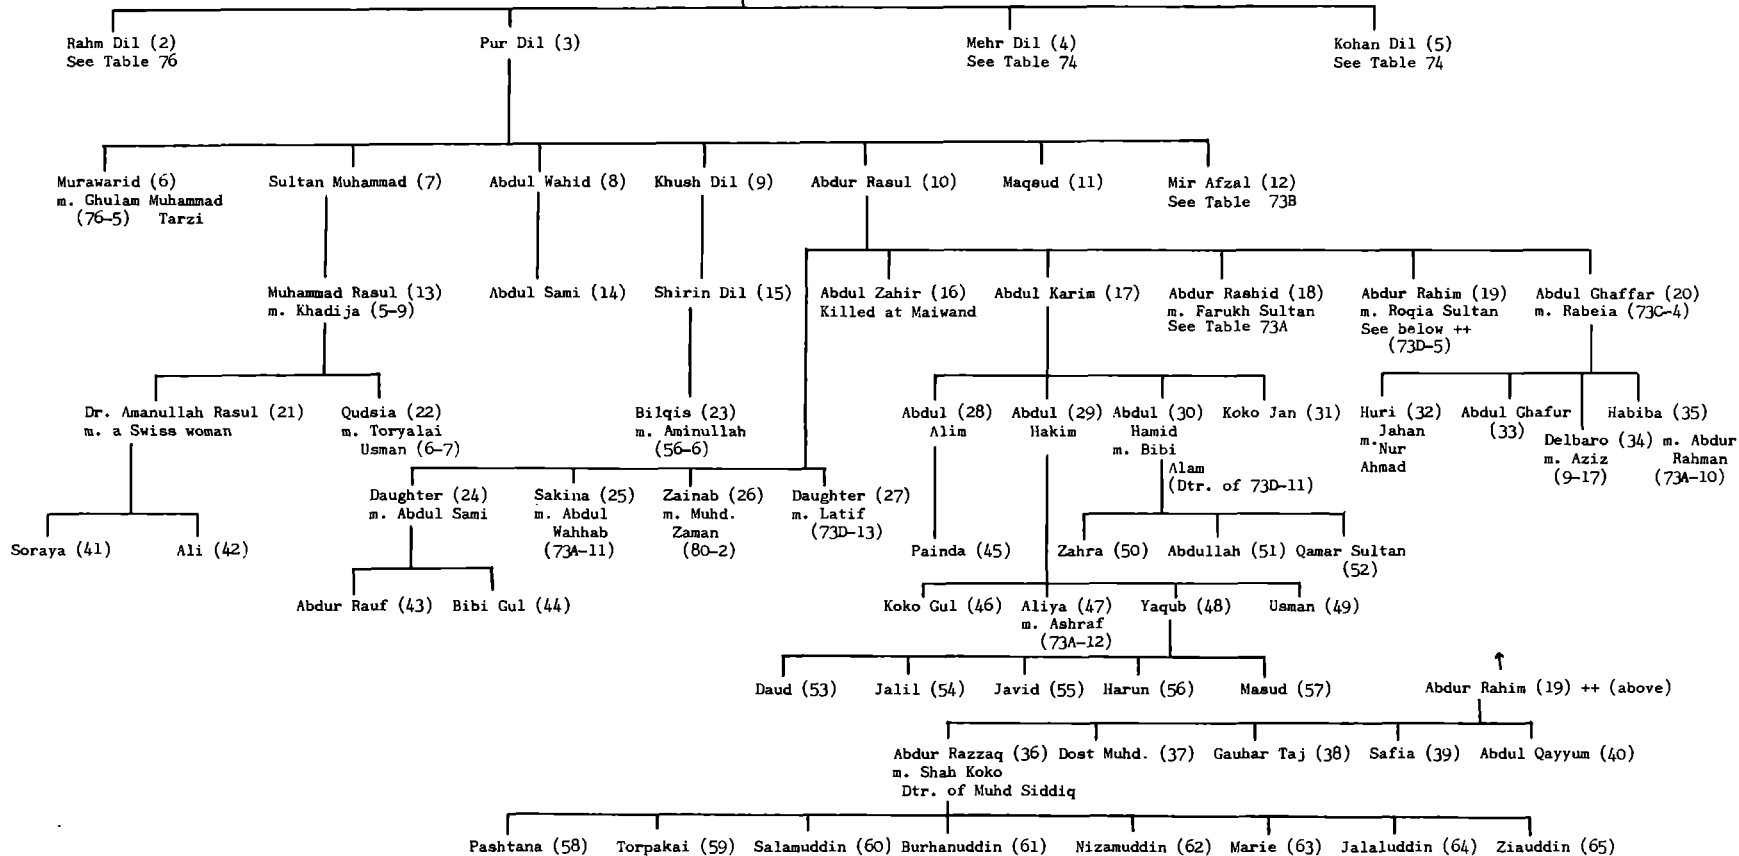 Rahm Dil (2)
See Table 76
Pur Dil (3)
Mehr Dil (4)
See Table 74
Kohan Dil (5)
See Table 74
Murawarid (6)
m. Ghulam Muhammad
(76-5) Tarzi
Sultan Muhammad (7)
Abdul Wahid (8)
Khush Dil (9)
Abdur Rasul (10)
Maqsud (11)
Mir Afzal (12)
See Table 73B
Muhammad Rasul (13)
m. Khadija (5-9)
Abdul Sami (14)
Shirin Dil (15)
Abdul Zahir (16)
Killed at Maiwand
Abdul Karim (17)
Abdur Rashid (18)
m. Farukh Sultan
See Table 73A
Abdur Rahim (19)
m. Roqia Sultan
See below ++
(73D-5)
Abdul Ghaffar (20)
m. Rabeia (73C-4)
Dr. Amanullah Rasul (21)
m. a Swiss woman
Qudsia (22)
m. Toryalai
Usman (6-7)
Bilqis (23)
m. Aminullah
(56-6)
Abdul (28)
Alim
Abdul (29)
Hakim
Abdul (30)
Hamid
m. Bibi
Alam
(Dtr. of 73D-11)
Koko Jan (31)
Huri (32)
Jahan
m.
Nur
Ahmad
Abdul Ghafur
(33)
Delbaro (34)
m. Aziz
(9-17)
Habiba (35)
m. Abdur
Rahman
(73A-10)
Daughter (24)
m. Abdul Sami
Sakina (25)
m. Abdul
Wahhab
(73A-11)
Zainab (26)
m. Muhd.
Zaman
(80-2)
Daughter (27)
m. Latif
(73D-13)
Soraya (41)
Ali (42)
Painda (45)
Zahra (50)
Abdullah (51)
Qamar Sultan
(52)
Abdur Rauf (43)
Bibi Gul (44)
Koko Gul (46)
Aliya (47)
m. Ashraf
(73A-12)
Yaqub (48)
Usman (49)
Daud (53)
Jalil (54)
Javid (55)
Harun (56)
Masud (57)
Abdur Rahim (19) ++ (above)
Abdur Razzaq (36)
m. Shah Koko
Dtr. of Muhd Siddiq
Dost Muhd. (37)
Gauhar Taj (38)
Safia (39)
Abdul Qayyum (40)
Pashtana (58)
Torpakai (59)
Salamuddin (60)
Burhanuddin (61)
Nizamuddin (62)
Marie (63)
Jalaluddin (64)
Ziauddin (65)